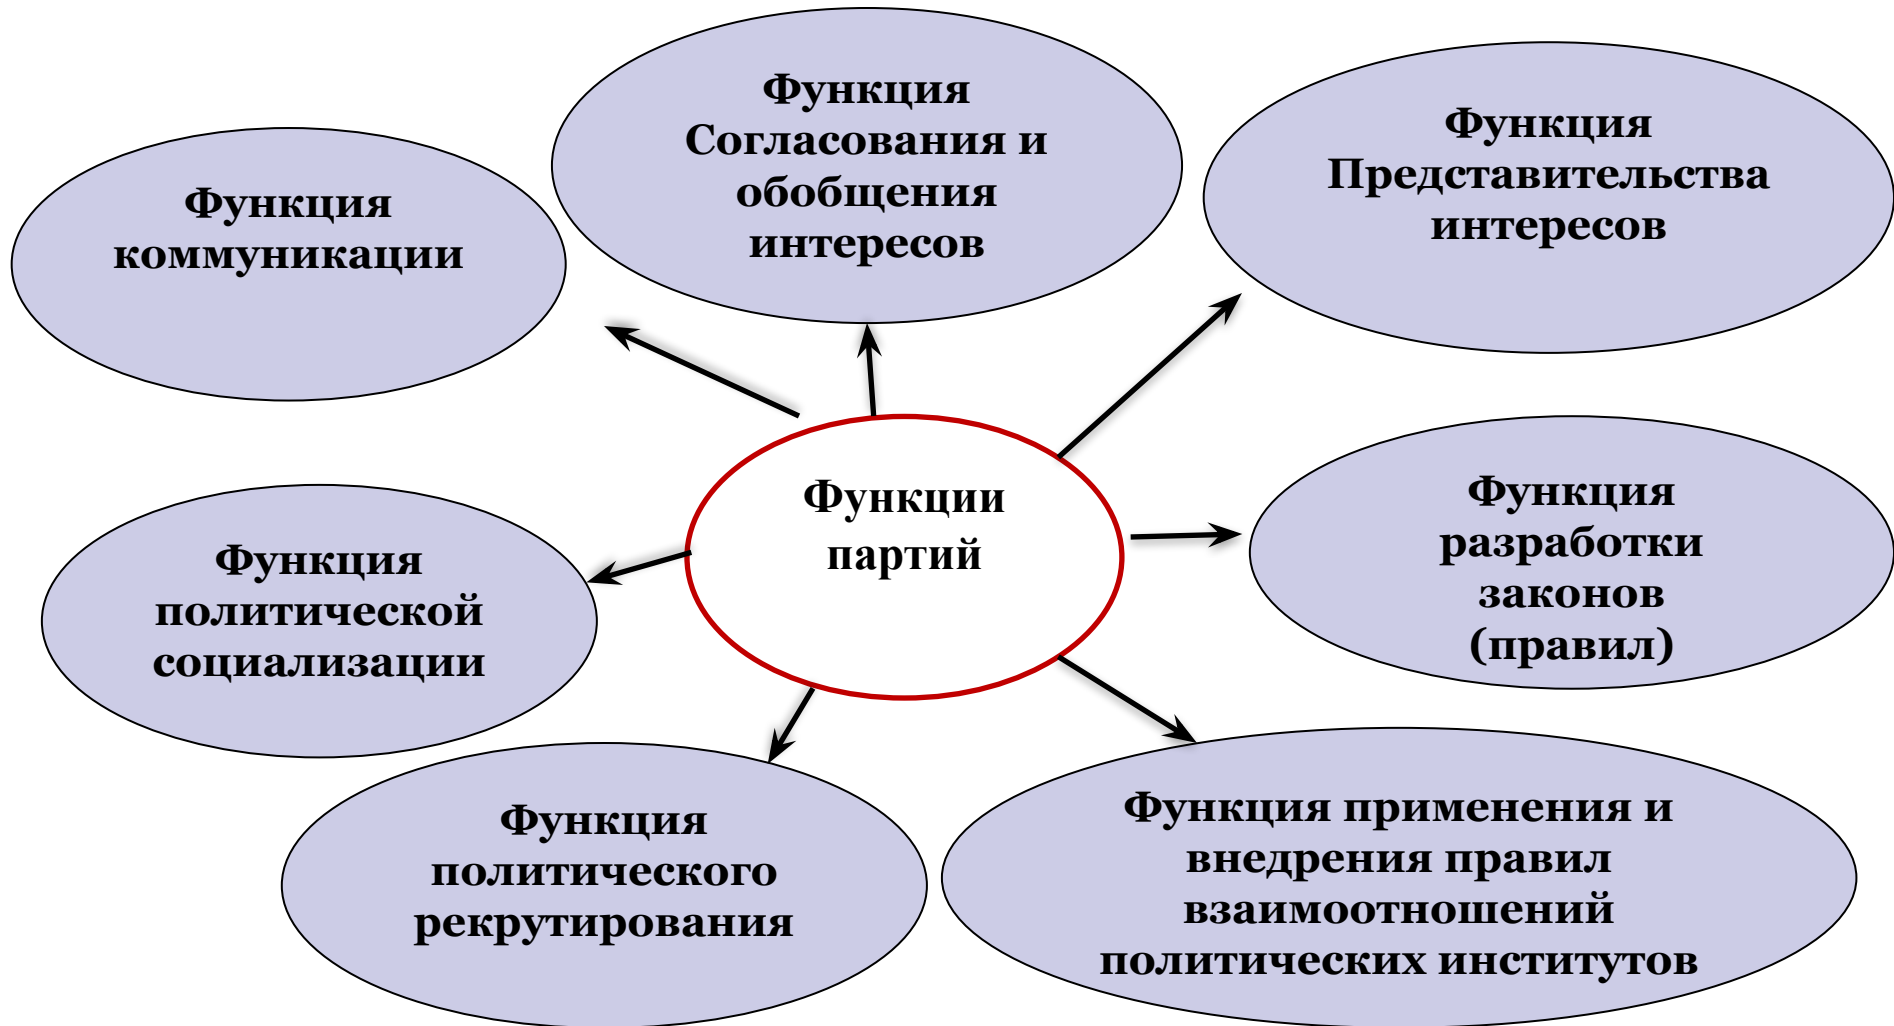 Функция
Согласования и
обобщения
интересов
Функция
Представительства
интересов
Функция
коммуникации
Функции
партий
Функция
разработки
законов
(правил)
Функция
политической
социализации
Функция
политического
рекрутирования
Функция применения и
внедрения правил
взаимоотношений
политических институтов